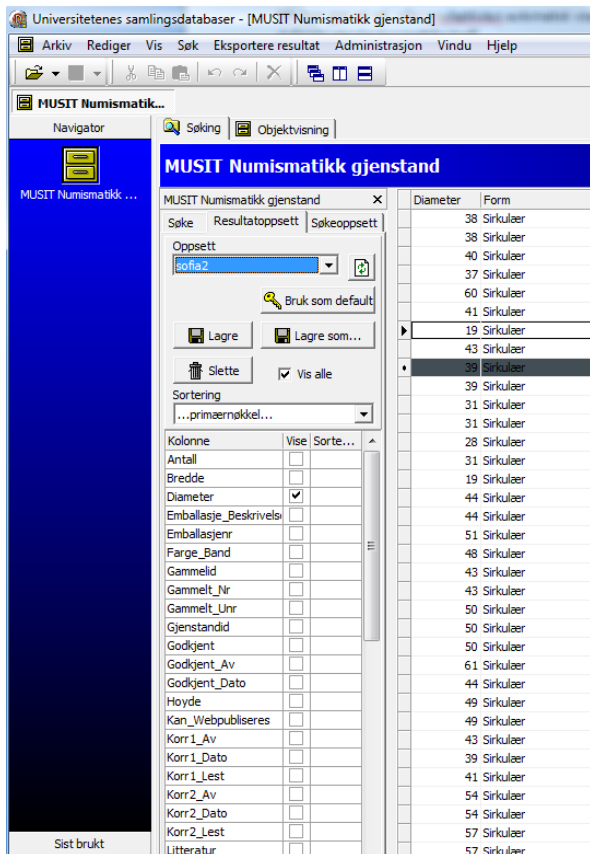 Universitetenes samlingsdatabaser - [MUSIT Numismatikk gjenstand]
Arkiv Rediger Vis Søk Eksportere resultat Administrasjon Vindu Hjelp
MUSIT Numismatik...
Navigator
MUSIT Numismatikk ...
Sist brukt
Søking Objektvisning
MUSIT Numismatikk gjenstand
MUSIT Numismatikk gjenstand
Søke Resultatoppsett Søkeoppsett
Oppsett
sofia2
Bruk som default
Lagre Lagre som...
Slette Vis alle
Sortering
...primærnøkkel...
Kolonne Vise Sorte...
Antall
Bredde
Diameter
Emballasje_Beskrivels
Emballasjenr
Farge_Band
Gammelid
Gammelt_Nr
Gammelt_Unr
Gjenstandid
Godkjent
Godkjent_Av
Godkjent_Dato
Hoyde
Kan_Webpubliseres
Korr1_Av
Korr1_Dato
Korr1_Lest
Korr2_Av
Korr2_Dato
Korr2_Lest
Litteratur
Diameter Form
38 Sirkulær
38 Sirkulær
40 Sirkulær
37 Sirkulær
60 Sirkulær
41 Sirkulær
19 Sirkulær
43 Sirkulær
39 Sirkulær
39 Sirkulær
31 Sirkulær
31 Sirkulær
28 Sirkulær
31 Sirkulær
19 Sirkulær
44 Sirkulær
44 Sirkulær
51 Sirkulær
48 Sirkulær
43 Sirkulær
43 Sirkulær
50 Sirkulær
50 Sirkulær
50 Sirkulær
61 Sirkulær
44 Sirkulær
49 Sirkulær
49 Sirkulær
43 Sirkulær
39 Sirkulær
41 Sirkulær
54 Sirkulær
54 Sirkulær
57 Sirkulær
57 Sirkulær